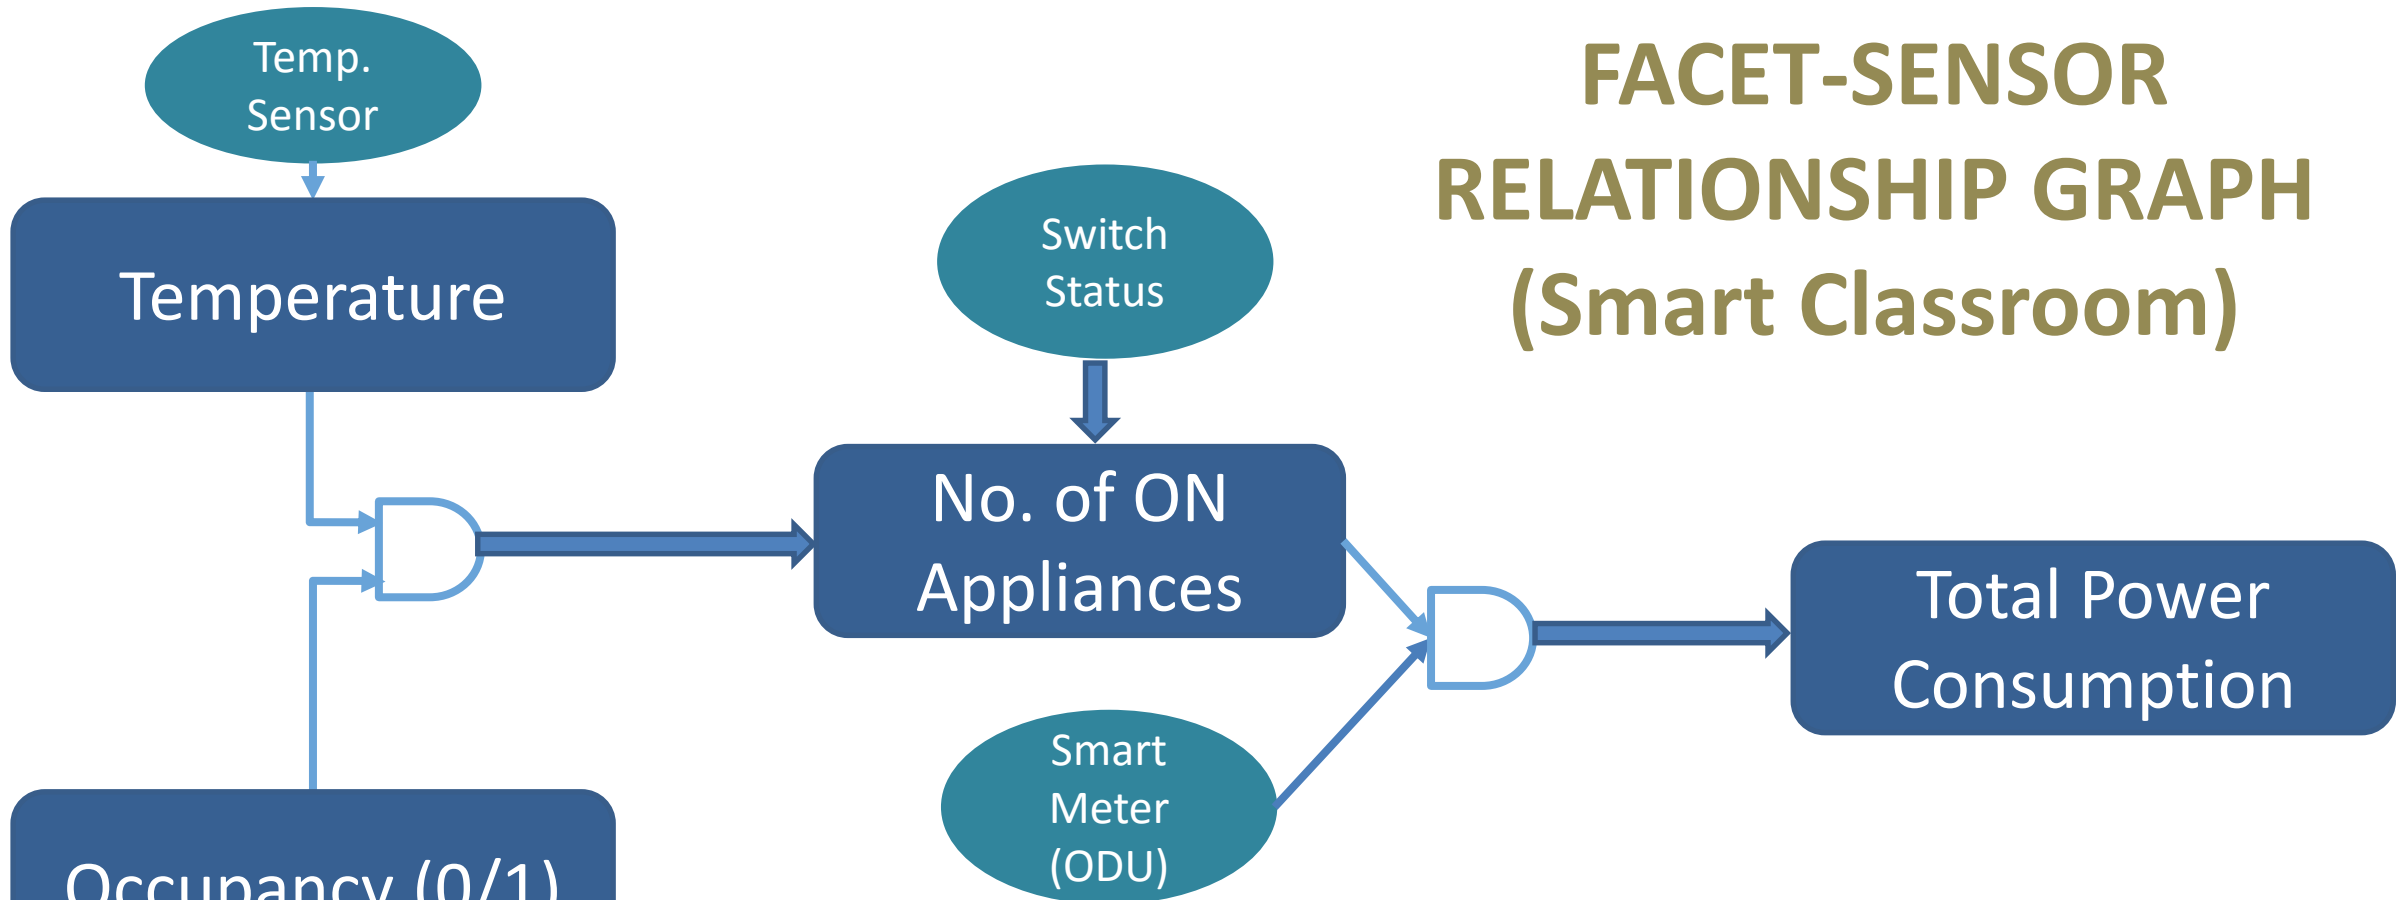 Temp.
Sensor
FACET-SENSOR
RELATIONSHIP GRAPH
(Smart Classroom)
Temperature
Switch
Status
No. of ON
Appliances
Total Power
Consumption
Smart
Meter
(ODU)
Occupancy (0/1)